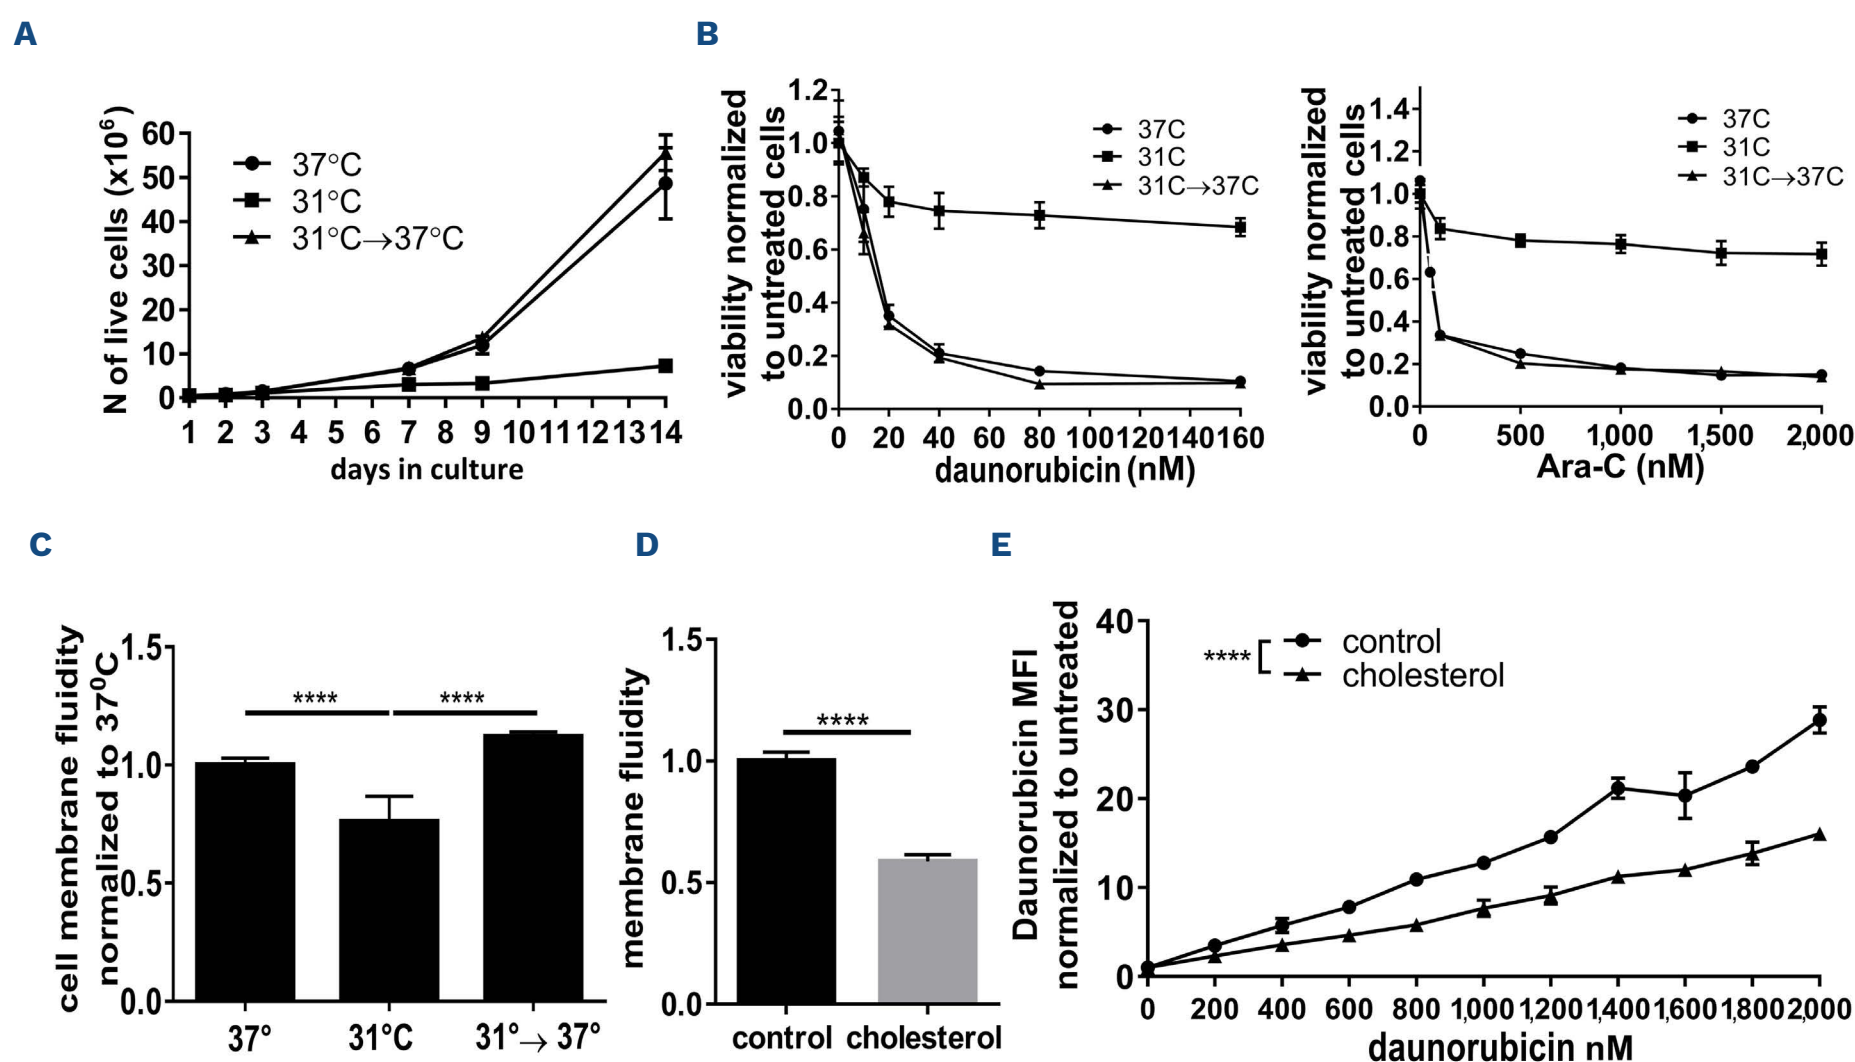 A
N of live cells (x10⁶)
60
50
40
30
20
10
0
37°C
31°C
31°C→37°C
1 2 3 4 5 6 7 8 9 10 11 12 13 14
days in culture
B
viability normalized
to untreated cells
1.2
1.0
0.8
0.6
0.4
0.2
0.0
37C
31C
31C→37C
0 20 40 60 80 100 120 140 160
daunorubicin (nM)
viability normalized
to untreated cells
1.4
1.2
1.0
0.8
0.6
0.4
0.2
0.0
37C
31C
31C→37C
0 500 1,000 1,500 2,000
Ara-C (nM)
C
cell membrane fluidity
normalized to 37⁰C
1.5
1.0
0.5
0.0
**** ****
37º 31ºC 31º→ 37º
D
membrane fluidity
1.5
1.0
0.5
0.0
****
control cholesterol
E
Daunorubicin MFI
normalized to untreated
40
30
20
10
0
****
control
cholesterol
0 200 400 600 800 1,000 1,200 1,400 1,600 1,800 2,000
daunorubicin nM